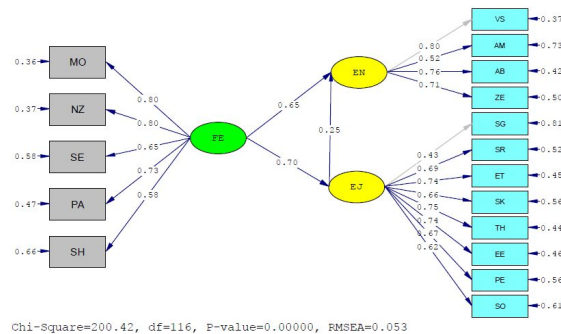 VS
0.37
AM
0.73
AB
0.42
ZE
0.50
SG
0.81
SR
0.52
ET
0.45
SK
0.56
TH
0.44
EE
0.46
PE
0.56
SO
0.61
0.36
MO
0.37
NZ
0.58
SE
0.47
PA
0.66
SH
FE
EN
EJ
0.80
0.80
0.65
0.73
0.58
0.65
0.70
0.25
0.80
0.52
0.76
0.71
0.43
0.69
0.74
0.66
0.75
0.74
0.67
0.62
Chi-Square=200.42, df=116, P-value=0.00000, RMSEA=0.053